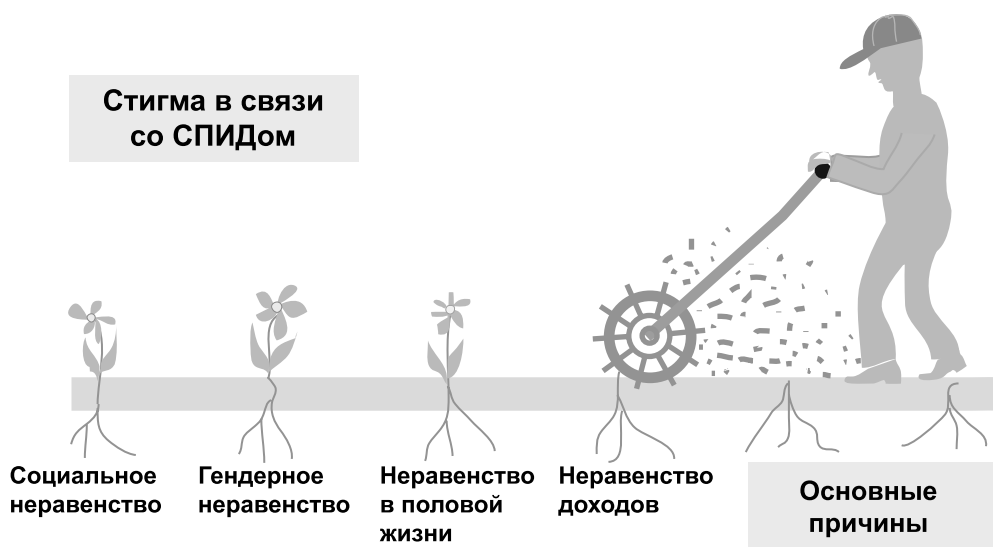 Стигма в связи
со СПИДом
Социальное
неравенство
Гендерное
неравенство
Неравенство
в половой
жизни
Неравенство
доходов
Основные
причины